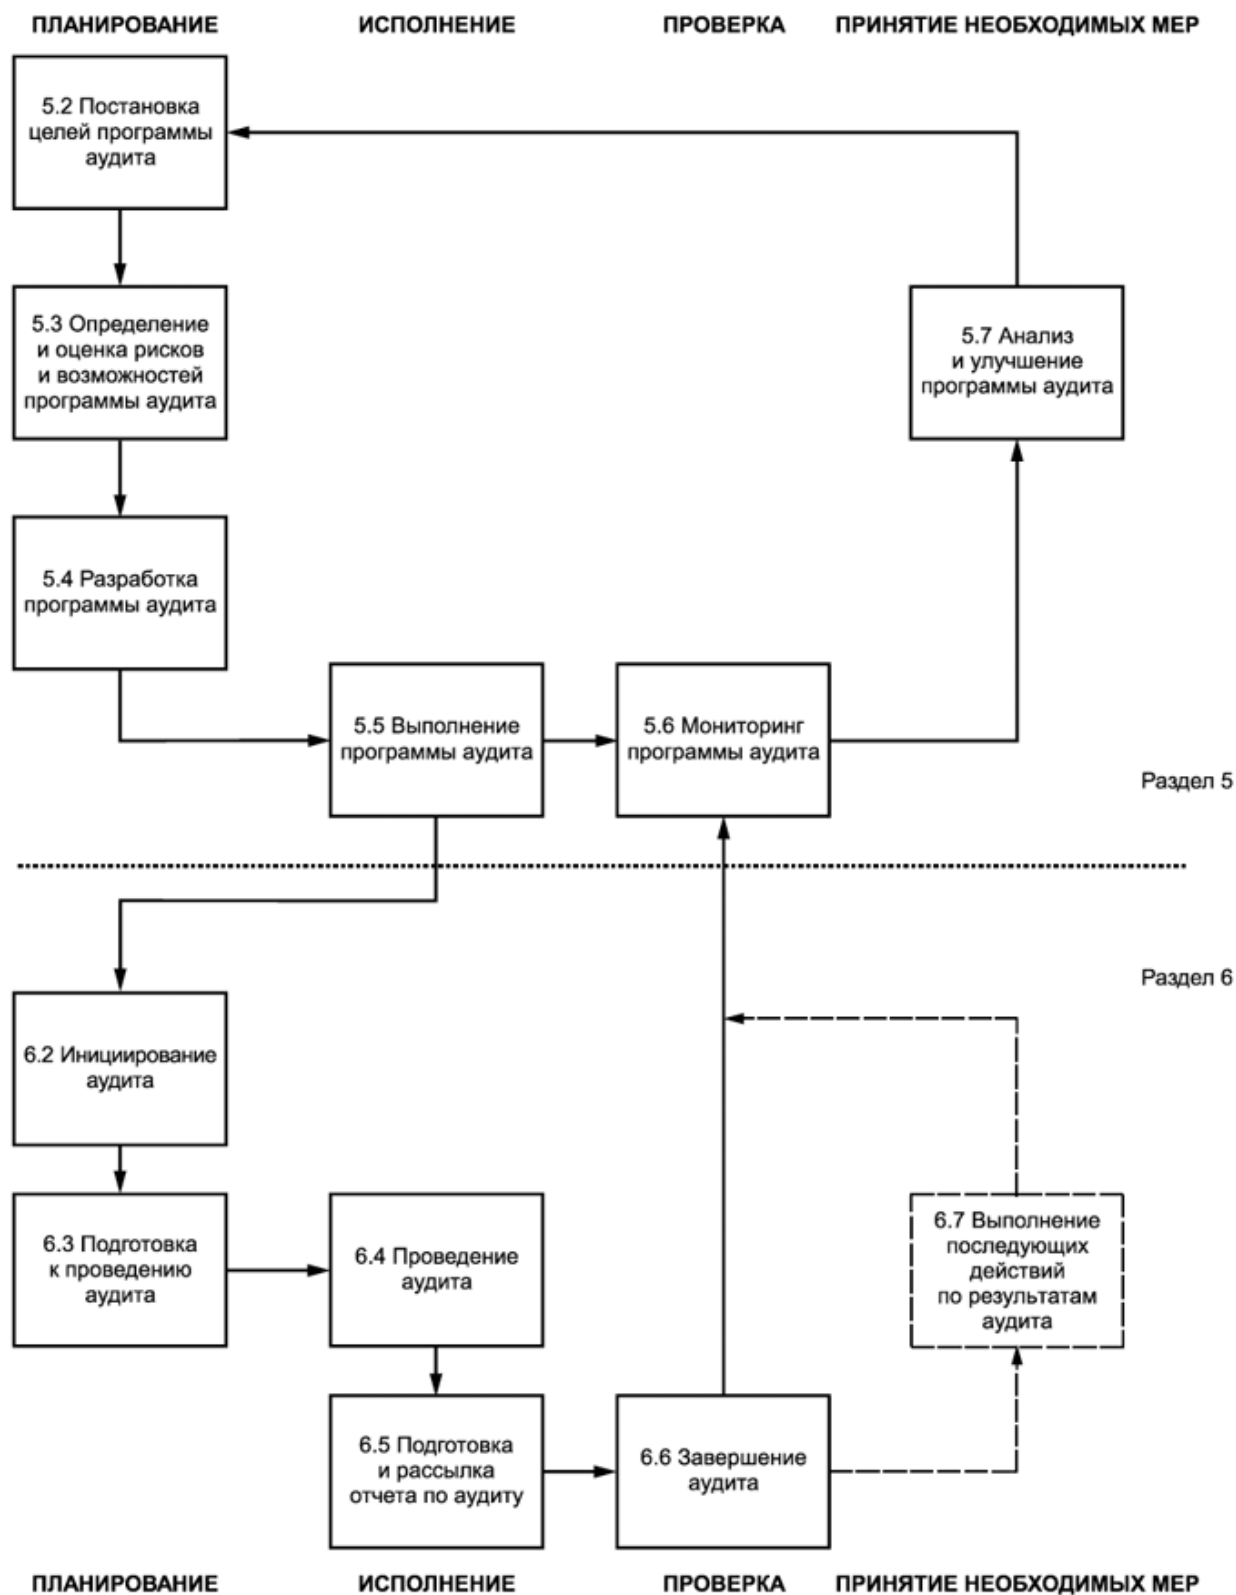 ПЛАНИРОВАНИЕ
ИСПОЛНЕНИЕ
ПРОВЕРКА
ПРИНЯТИЕ НЕОБХОДИМЫХ МЕР
5.2 Постановка
целей программы
аудита
5.3 Определение
и оценка рисков
и возможностей
программы аудита
5.7 Анализ
и улучшение
программы аудита
5.4 Разработка
программы аудита
5.5 Выполнение
программы аудита
5.6 Мониторинг
программы аудита
Раздел 5
Раздел 6
6.2 Инициирование
аудита
6.3 Подготовка
к проведению
аудита
6.4 Проведение
аудита
6.7 Выполнение
последующих
действий
по результатам
аудита
6.5 Подготовка
и рассылка
отчета по аудиту
6.6 Завершение
аудита
ПЛАНИРОВАНИЕ
ИСПОЛНЕНИЕ
ПРОВЕРКА
ПРИНЯТИЕ НЕОБХОДИМЫХ МЕР